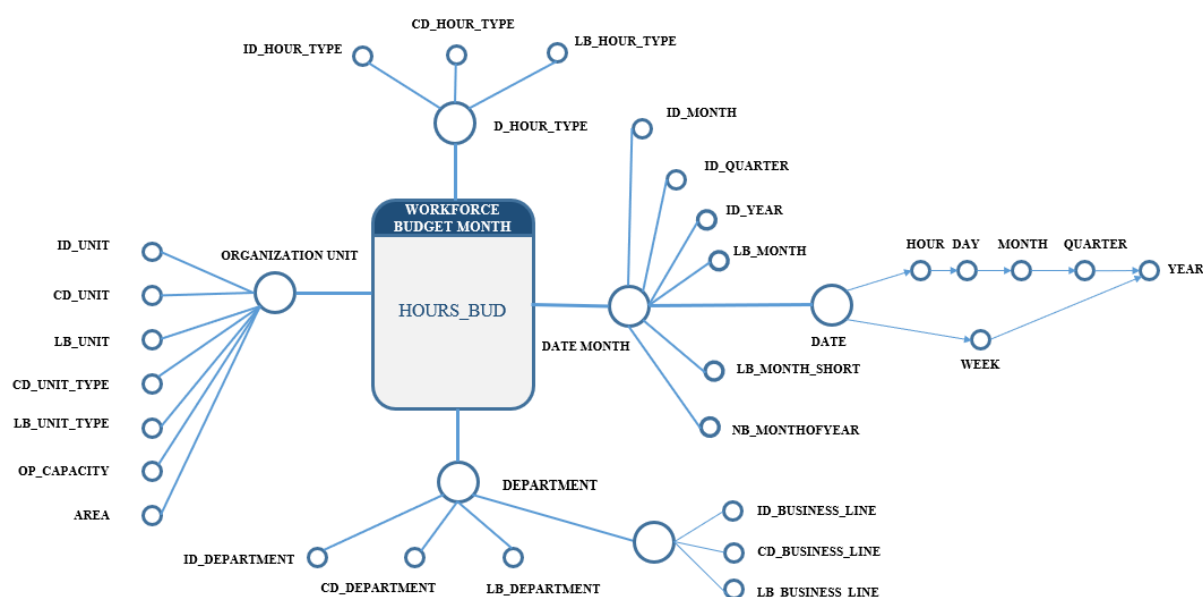 CD_HOUR_TYPE
ID_HOUR_TYPE
LB_HOUR_TYPE
D_HOUR_TYPE
ID_MONTH
ID_QUARTER
ID_YEAR
LB_MONTH
WORKFORCE
BUDGET MONTH
HOURS_BUD
ORGANIZATION UNIT
ID_UNIT
CD_UNIT
LB_UNIT
CD_UNIT_TYPE
LB_UNIT_TYPE
OP_CAPACITY
AREA
HOUR
DAY
MONTH
QUARTER
YEAR
DATE
WEEK
DATE MONTH
LB_MONTH_SHORT
NB_MONTHOFYEAR
DEPARTMENT
ID_DEPARTMENT
CD_DEPARTMENT
LB_DEPARTMENT
ID_BUSINESS_LINE
CD_BUSINESS_LINE
LB_BUSINESS_LINE